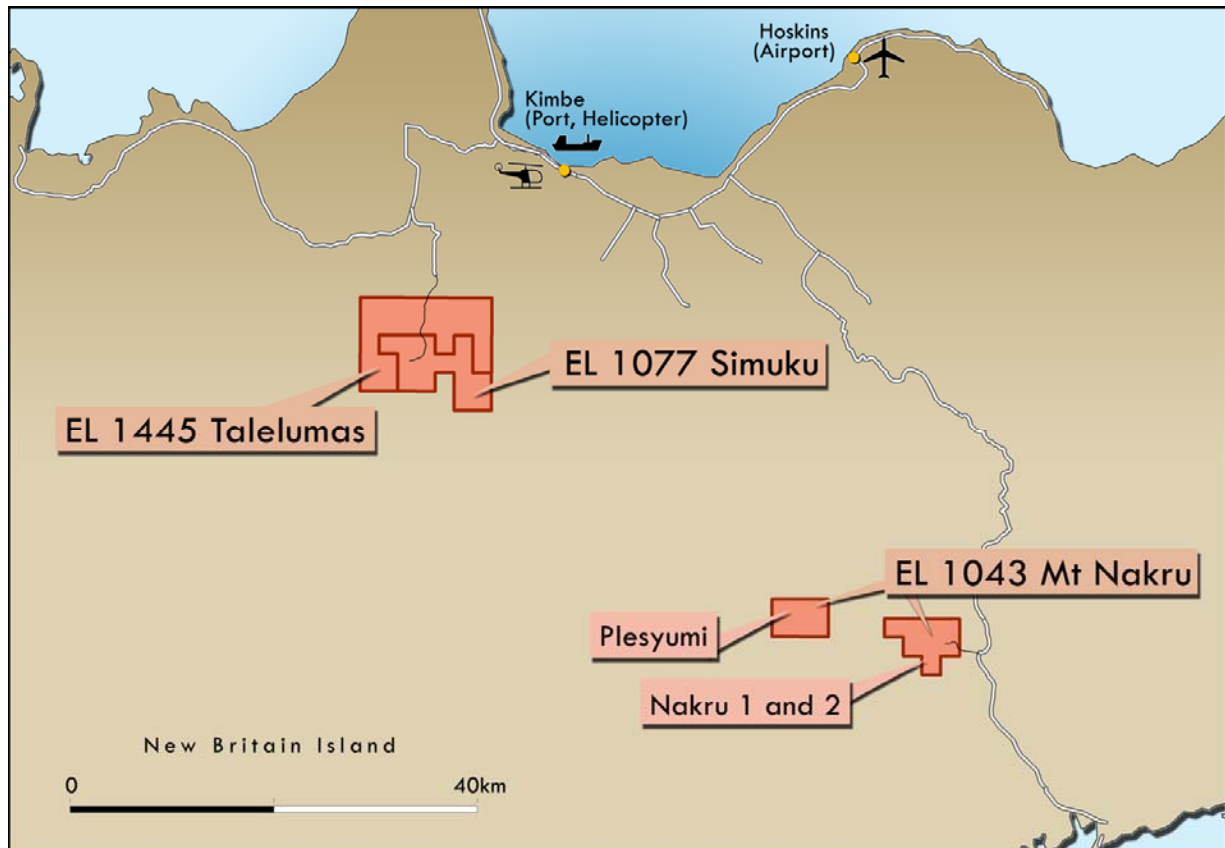 Hoskins
(Airport)
Kimbe
(Port, Helicopter)
EL 1077 Simuku
EL 1445 Talelumas
EL 1043 Mt Nakru
Plesyumi
Nakru 1 and 2
New Britain Island
0 40km